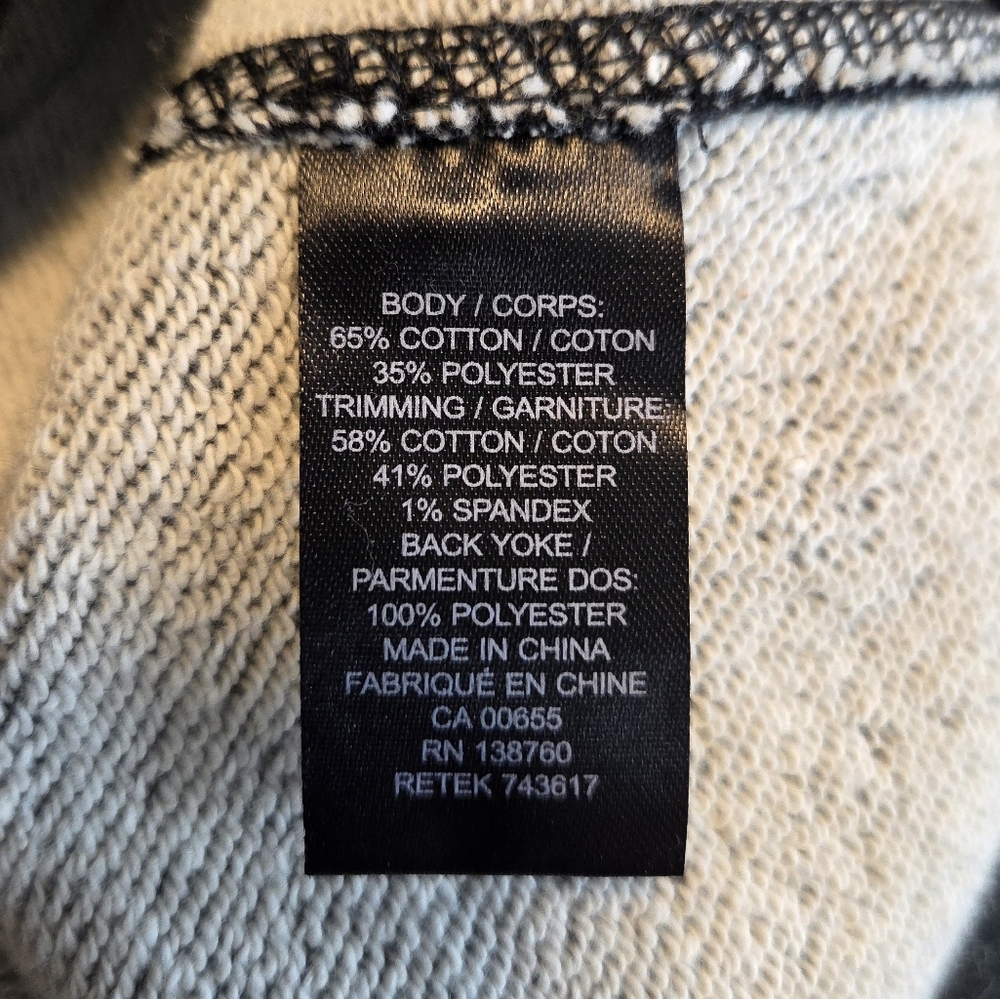 BODY / CORPS:
65% COTTON / COTON
35% POLYESTER
TRIMMING / GARNITURE:
58% COTTON / COTON
41% POLYESTER
1% SPANDEX
BACK YOKE /
PARMENTURE DOS:
100% POLYESTER
MADE IN CHINA
FABRIQUÉ EN CHINE
CA 00655
RN 138760
RETEK 743617